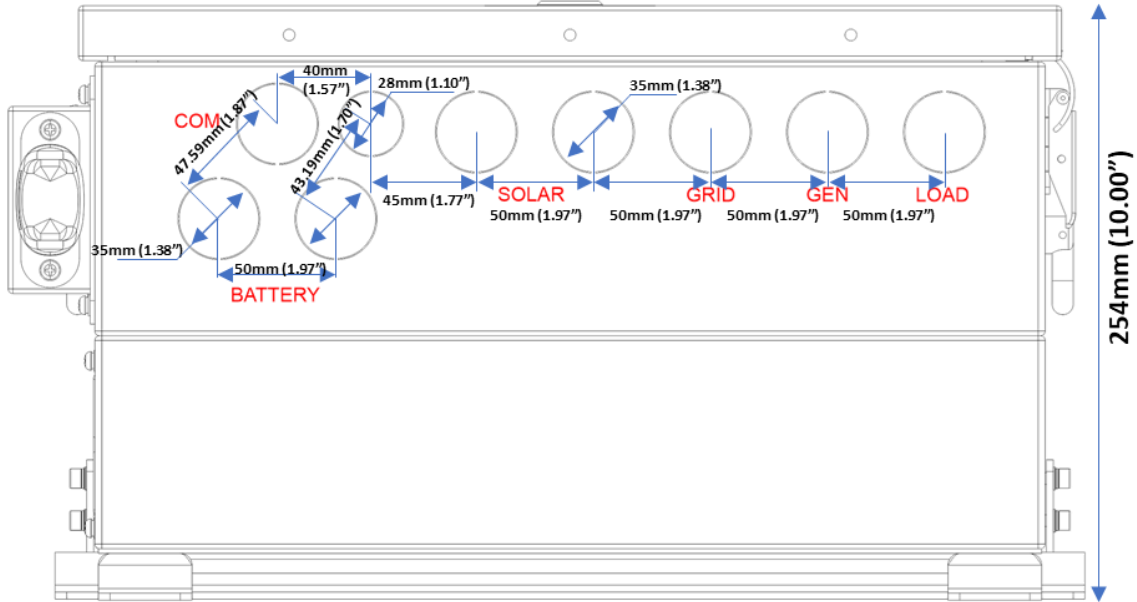 40mm
(1.57")
28mm (1.10")
35mm (1.38")
COM
47.59mm (1.87")
43.19mm (1.70")
45mm (1.77")
SOLAR
GRID
GEN
LOAD
50mm (1.97")
50mm (1.97")
50mm (1.97")
50mm (1.97")
35mm (1.38")
50mm (1.97")
BATTERY
254mm (10.00")